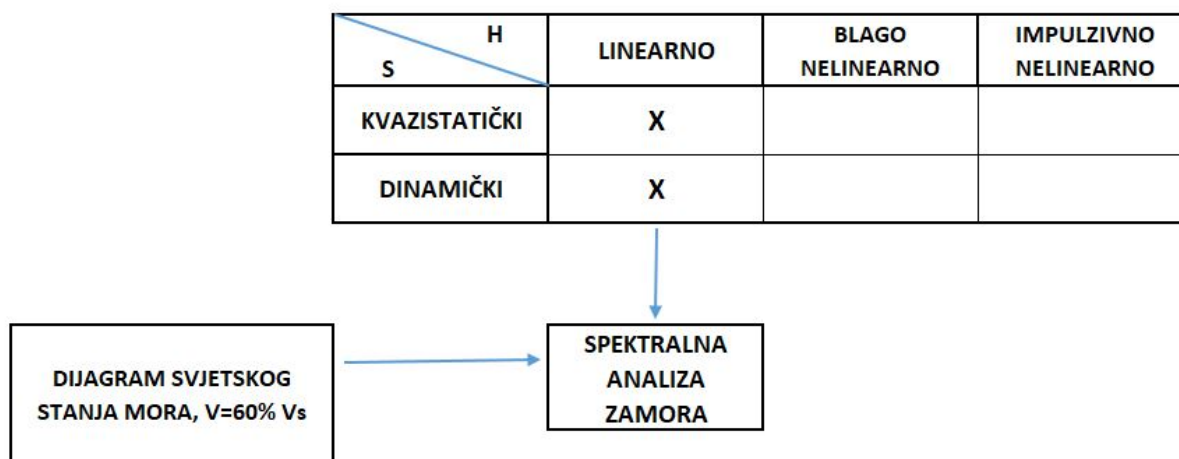 H
S
LINEARNO
BLAGO
NELINEARNO
IMPULZIVNO
NELINEARNO
KVAZISTATIČKI
X
DINAMIČKI
X
DIJAGRAM SVJETSKOG
STANJA MORA, V=60% Vs
SPEKTRALNA
ANALIZA
ZAMORA